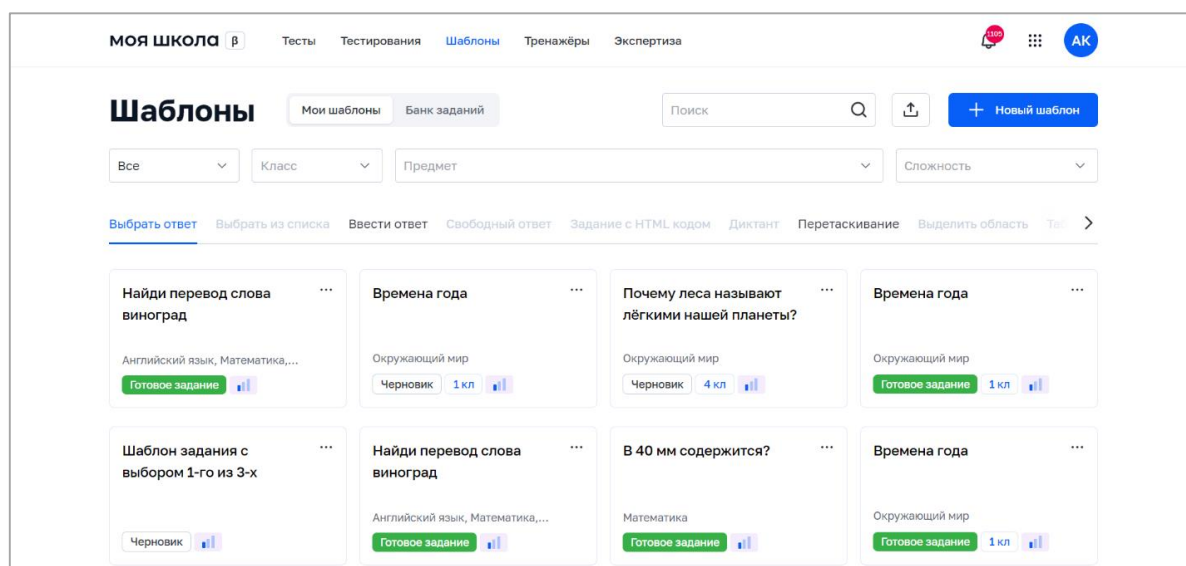 моя школа β Тесты Тестирования Шаблоны Тренажёры Экспертиза 1105 АК
Шаблоны Мои шаблоны Банк заданий Поиск Новый шаблон
Все Класс Предмет Сложность
Выбрать ответ Выбрать из списка Ввести ответ Свободный ответ Задание с HTML кодом Диктант Перетаскивание Выделить область
Найди перевод слова
виноград
Английский язык, Математика,...
Готовое задание
Времена года
Окружающий мир
Черновик 1 кл
Почему леса называют
лёгкими нашей планеты?
Окружающий мир
Черновик 4 кл
Времена года
Окружающий мир
Готовое задание 1 кл
Шаблон задания с
выбором 1-го из 3-х
Черновик
Найди перевод слова
виноград
Английский язык, Математика,...
Готовое задание
В 40 мм содержится?
Математика
Готовое задание
Времена года
Окружающий мир
Готовое задание 1 кл